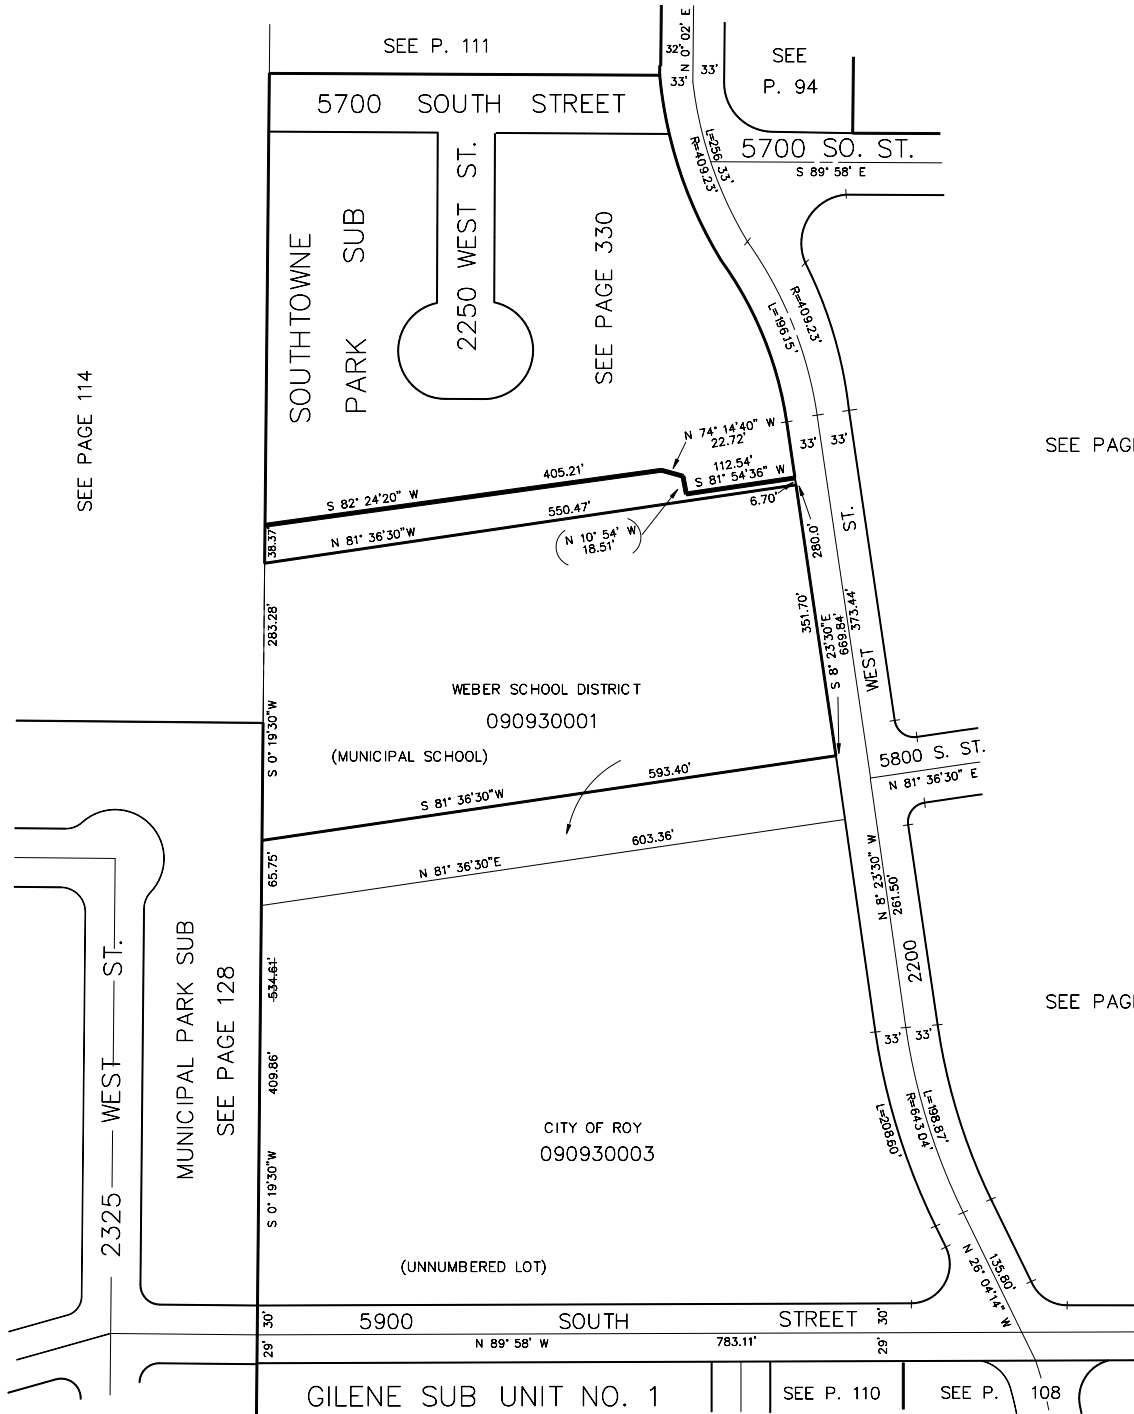 SEE P. 111
5700 SOUTH STREET
2250 WEST ST.
SOUTHTOWNE
PARK SUB
SEE PAGE 330
SEE PAGE 114
N 0° 02' E
32'
33'
33'
SEE
P. 94
5700 SO. ST.
S 89° 58' E
L=256.33'
R=409.23'
R=409.23'
L=196.15'
33'
33'
N 74° 14'40" W
22.72'
112.54'
S 81° 54'36" W
6.70'
405.21'
S 82° 24'20" W
550.47'
N 81° 36'30"W
N 10° 54' W
18.51'
38.37'
283.28'
S 0° 19'30"W
280.0'
351.70'
S 8° 23'30"E
669.84'
373.44'
WEST ST.
SEE PAGE
WEBER SCHOOL DISTRICT
090930001
(MUNICIPAL SCHOOL)
593.40'
S 81° 36'30"W
603.36'
N 81° 36'30"E
5800 S. ST.
N 81° 36'30" E
N 8° 23'30" W
261.50'
2200
SEE PAGE
65.75'
534.61'
409.86'
S 0° 19'30"W
MUNICIPAL PARK SUB
SEE PAGE 128
2325 WEST ST.
33'
33'
L=198.87'
R=643.04'
L=208.60'
CITY OF ROY
090930003
(UNNUMBERED LOT)
135.80'
N 26° 04'14" W
30'
29'
5900 SOUTH STREET
30'
29'
N 89° 58' W
783.11'
GILENE SUB UNIT NO. 1
SEE P. 110
SEE P. 108